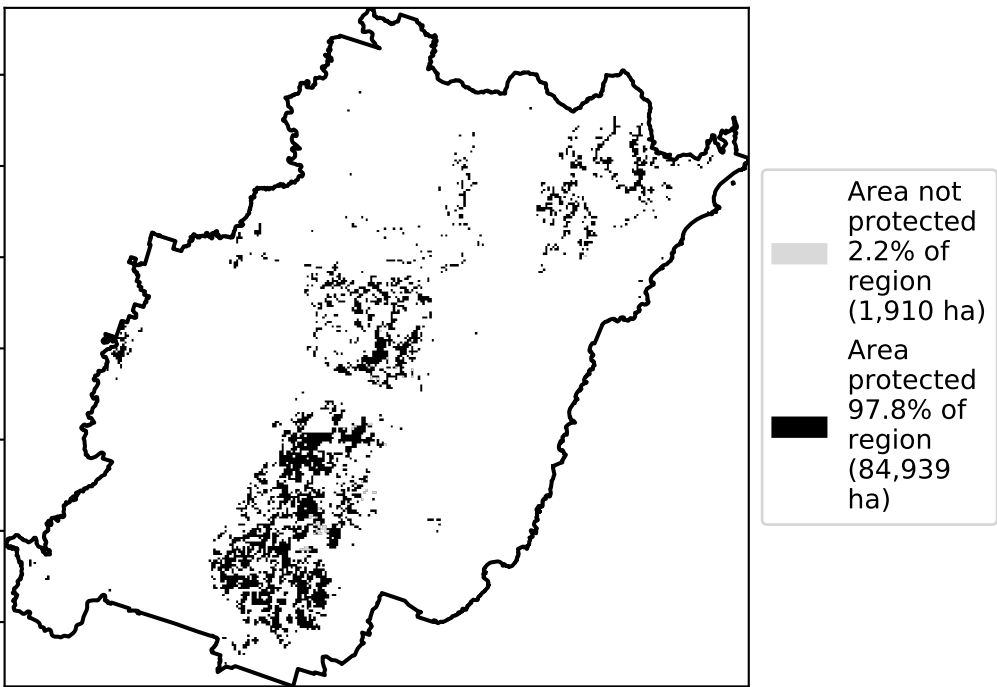 Area not
protected
2.2% of
region
(1,910 ha)
Area
protected
97.8% of
region
(84,939
ha)